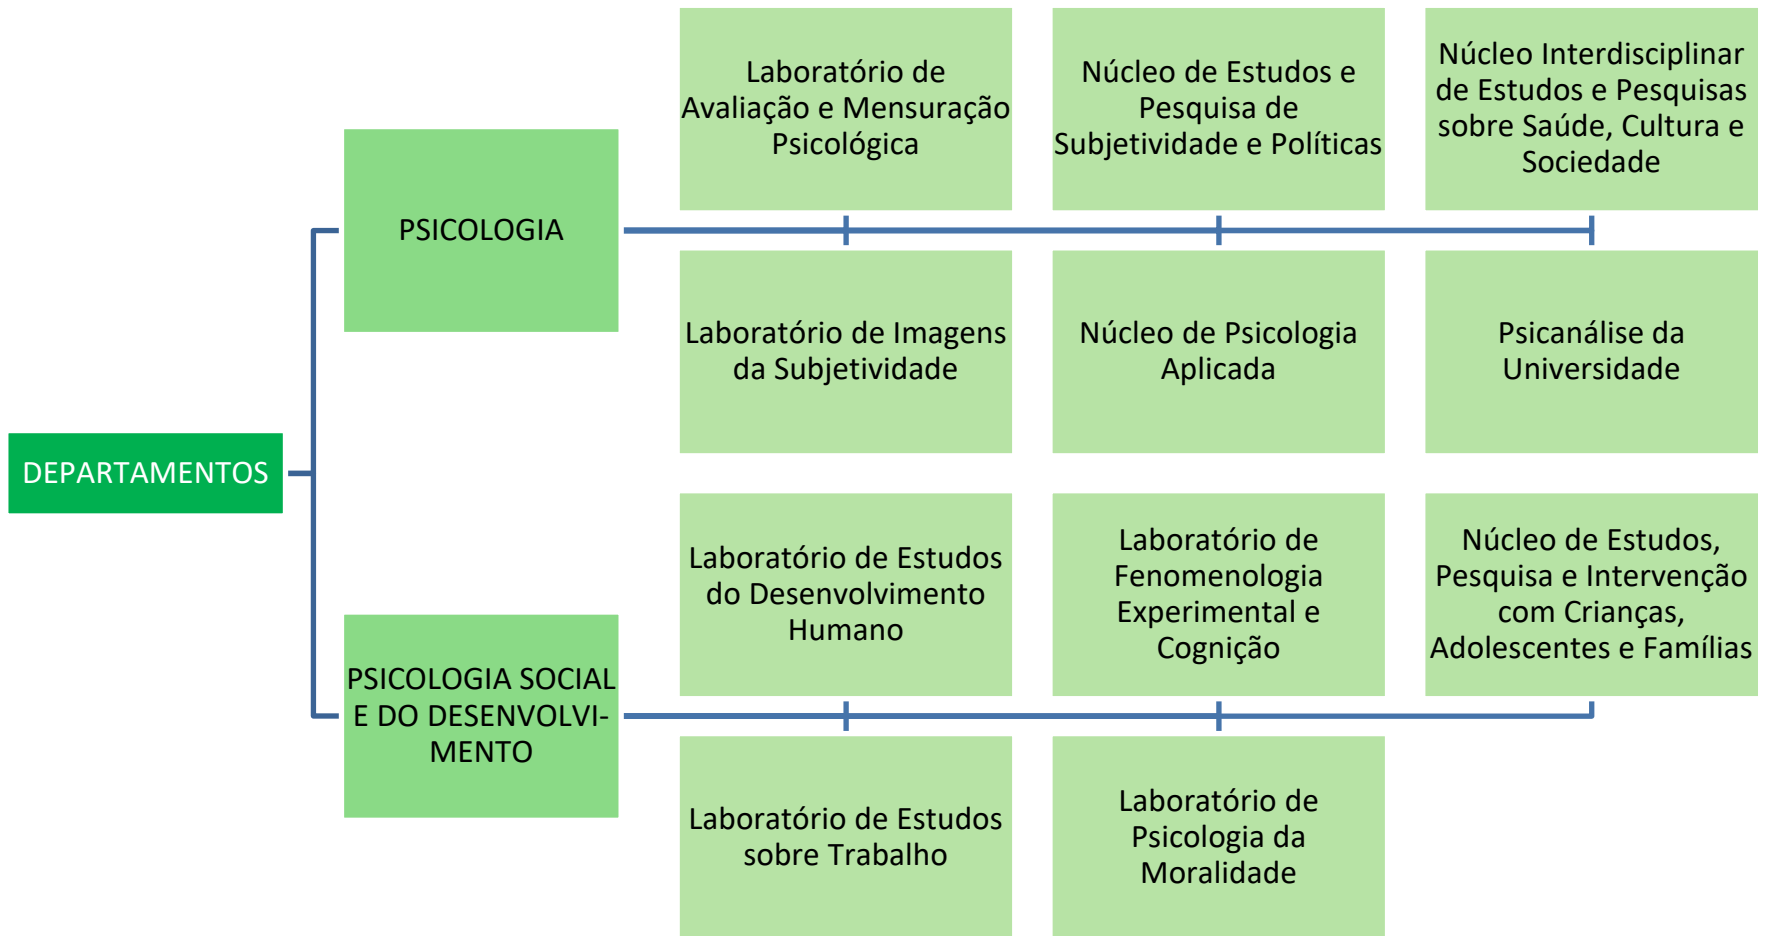 DEPARTAMENTOS
PSICOLOGIA
Laboratório de
Avaliação e Mensuração
Psicológica
Núcleo de Estudos e
Pesquisa de
Subjetividade e Políticas
Núcleo Interdisciplinar
de Estudos e Pesquisas
sobre Saúde, Cultura e
Sociedade
Laboratório de Imagens
da Subjetividade
Núcleo de Psicologia
Aplicada
Psicanálise da
Universidade
PSICOLOGIA SOCIAL
E DO DESENVOLVI-
MENTO
Laboratório de Estudos
do Desenvolvimento
Humano
Laboratório de
Fenomenologia
Experimental e
Cognição
Núcleo de Estudos,
Pesquisa e Intervenção
com Crianças,
Adolescentes e Famílias
Laboratório de Estudos
sobre Trabalho
Laboratório de
Psicologia da
Moralidade